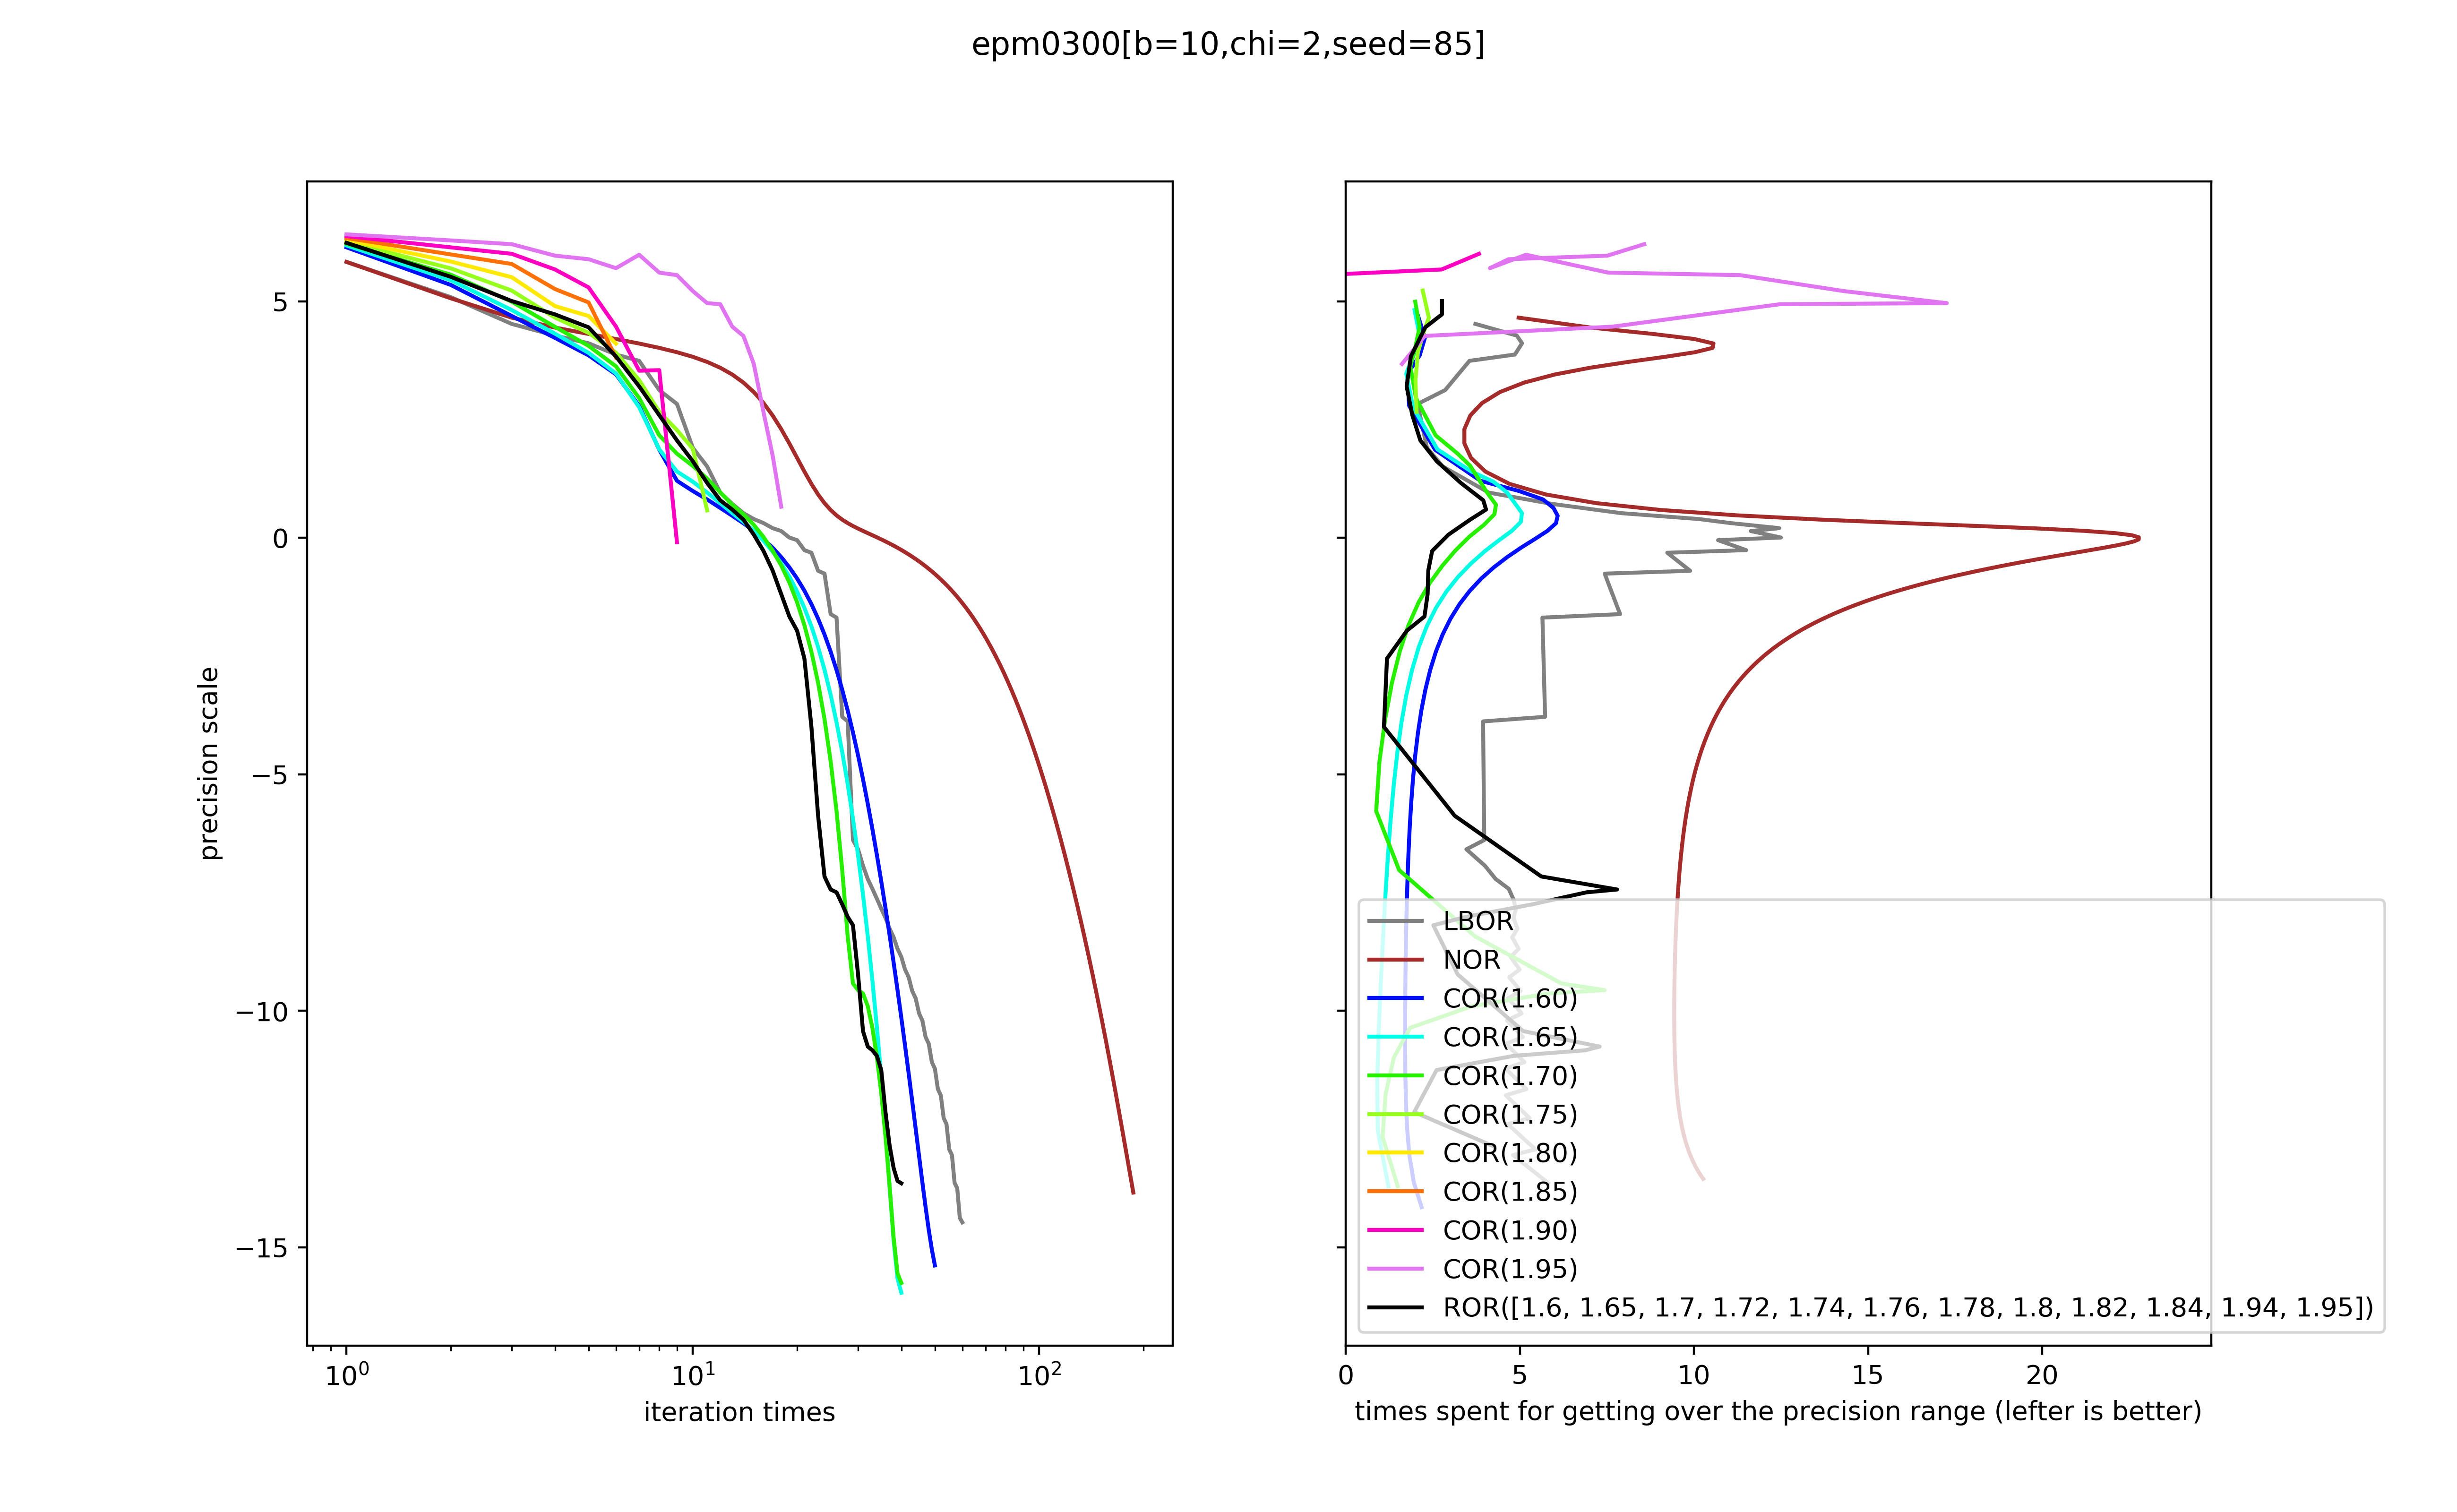 epm0300[b=10,chi=2,seed=85]
precision scale
5
0
−5
−10
−15
10⁰
10¹
10²
iteration times
LBOR
NOR
COR(1.60)
COR(1.65)
COR(1.70)
COR(1.75)
COR(1.80)
COR(1.85)
COR(1.90)
COR(1.95)
ROR([1.6, 1.65, 1.7, 1.72, 1.74, 1.76, 1.78, 1.8, 1.82, 1.84, 1.94, 1.95])
0
5
10
15
20
times spent for getting over the precision range (lefter is better)